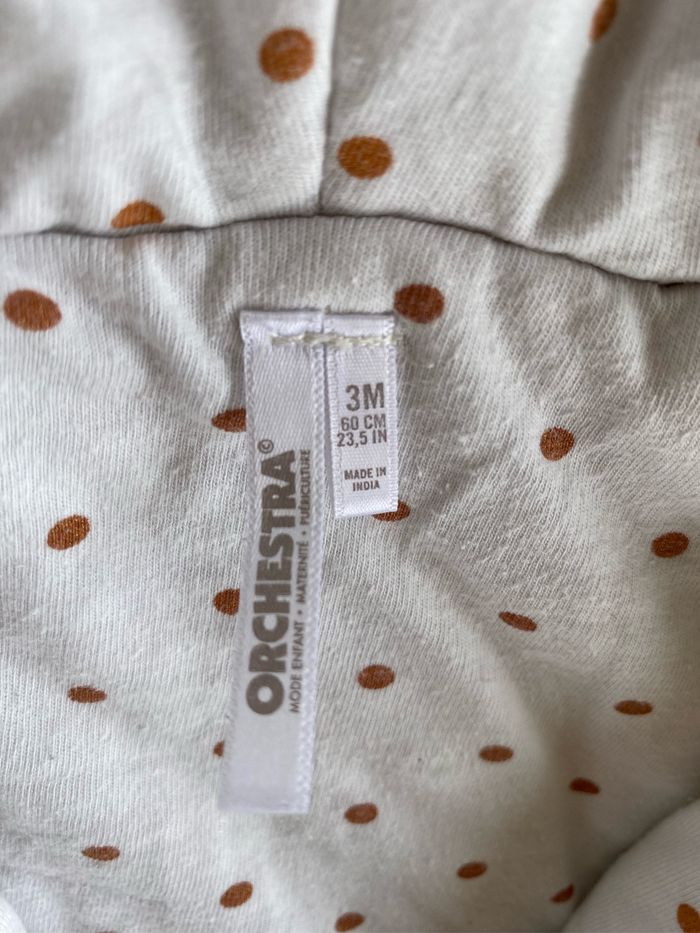 ORCHESTRA©
MODE ENFANT • MATERNITÉ • PUÉRICULTURE
3M
60 CM
23,5 IN
MADE IN
INDIA